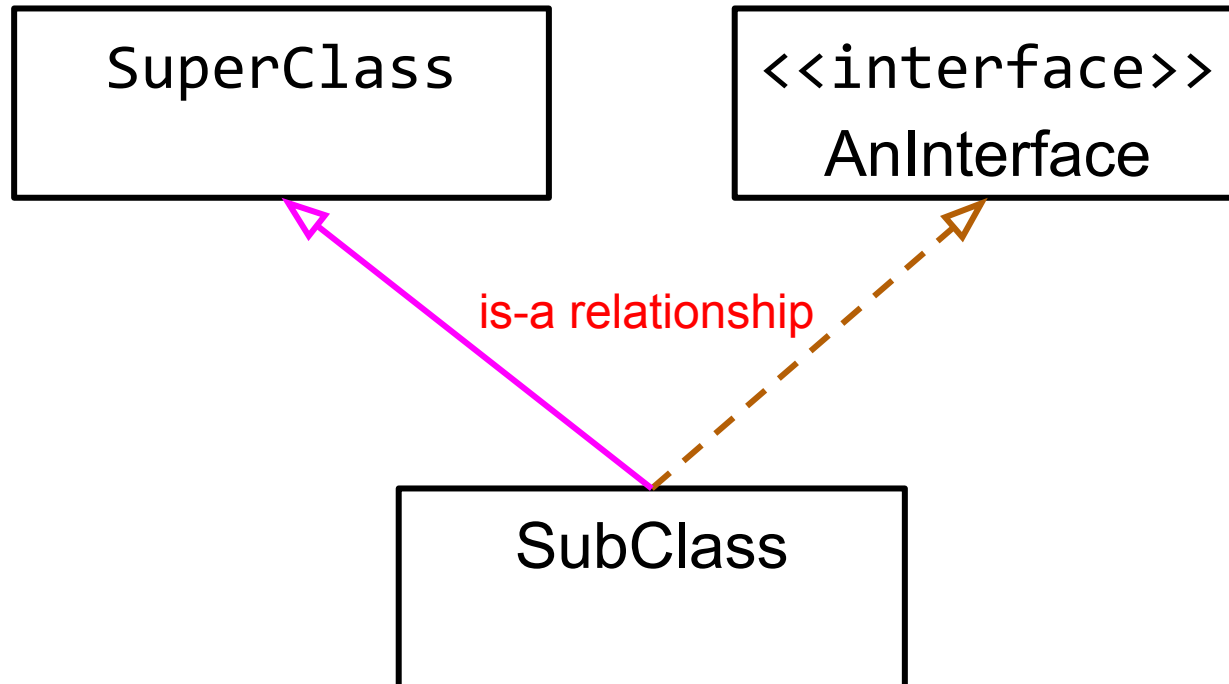 SuperClass
<<interface>>
AnInterface
is-a relationship
SubClass